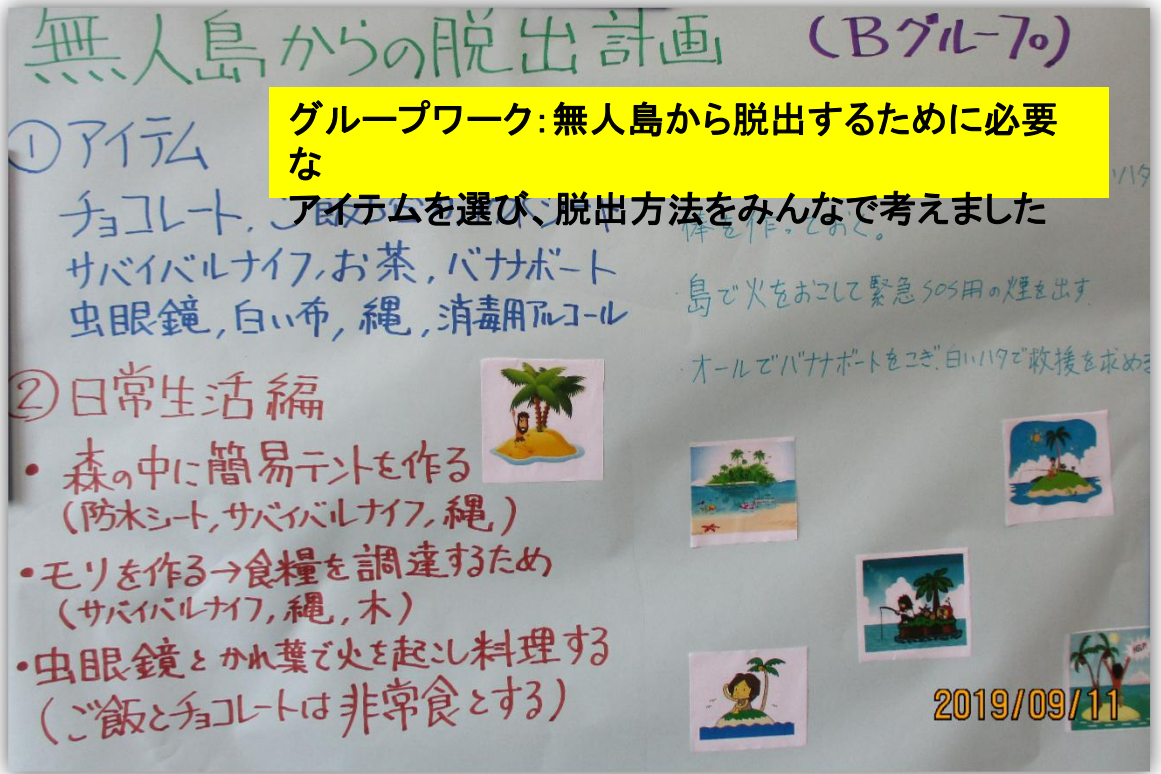 無人島からの脱出計画 (Bグループ)
グループワーク：無人島から脱出するために必要
な
アイテムを選び、脱出方法をみんなで考えました
①アイテム
チョコレート、ご飯
サバイバルナイフ,お茶,バナナボート
虫眼鏡,白い布,縄,消毒用アルコール
②日常生活編
・森の中に簡易テントを作る
(防水シート,サバイバルナイフ,縄)
・モリを作る→食糧を調達するため
(サバイバルナイフ,縄,木)
・虫眼鏡とかれ葉で火を起こし料理する
(ご飯とチョコレートは非常食とする)
棒を作っておく。
・島で火をおこして緊急SOS用の煙を出す.
・オールでバナナボートをこぎ.白いハタで救援を求め
HELP!
2019/09/11